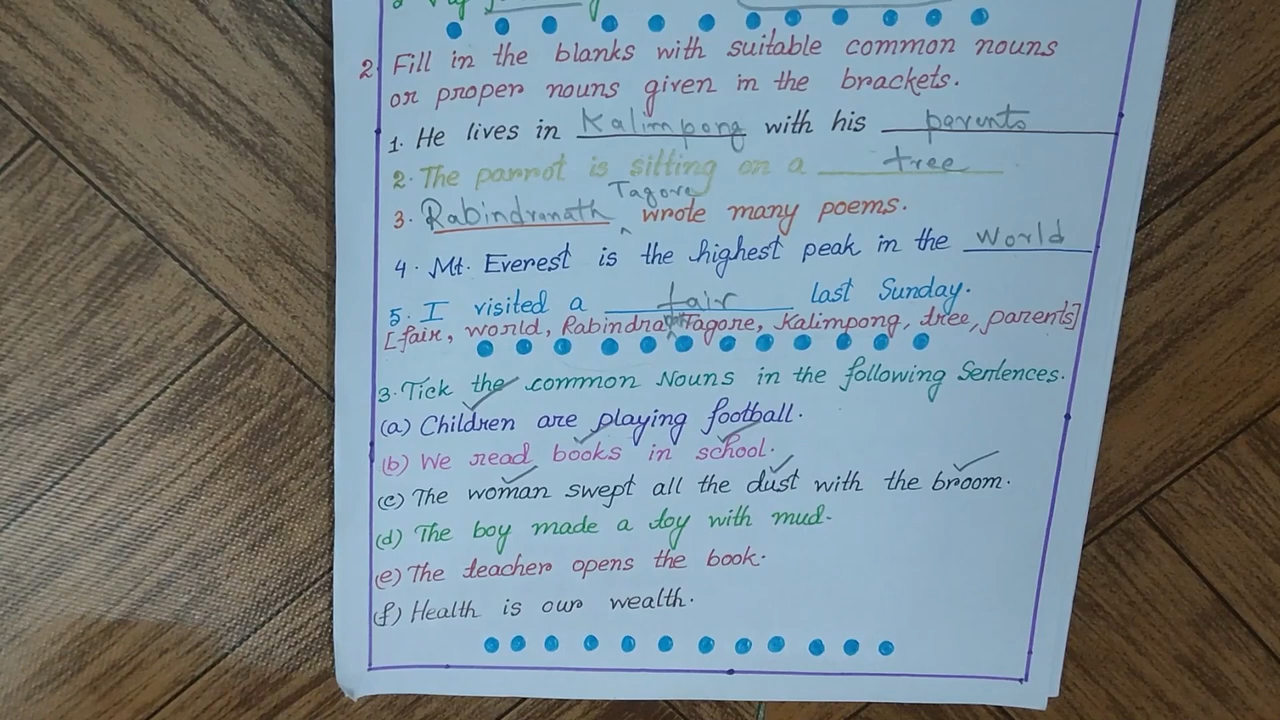 2. Fill in the blanks with suitable common nouns
or proper nouns given in the brackets.
1. He lives in Kalimpong with his parents
2. The parrot is sitting on a tree
Tagore
3. Rabindranath ^ wrote many poems.
4. Mt. Everest is the highest peak in the World
5. I visited a fair last Sunday.
[fair, world, Rabindranath Tagore, Kalimpong, tree, parents]
3. Tick the common Nouns in the following Sentences.
(a) Children are playing football.
(b) We read books in school.
(c) The woman swept all the dust with the broom.
(d) The boy made a toy with mud.
(e) The teacher opens the book.
(f) Health is our wealth.